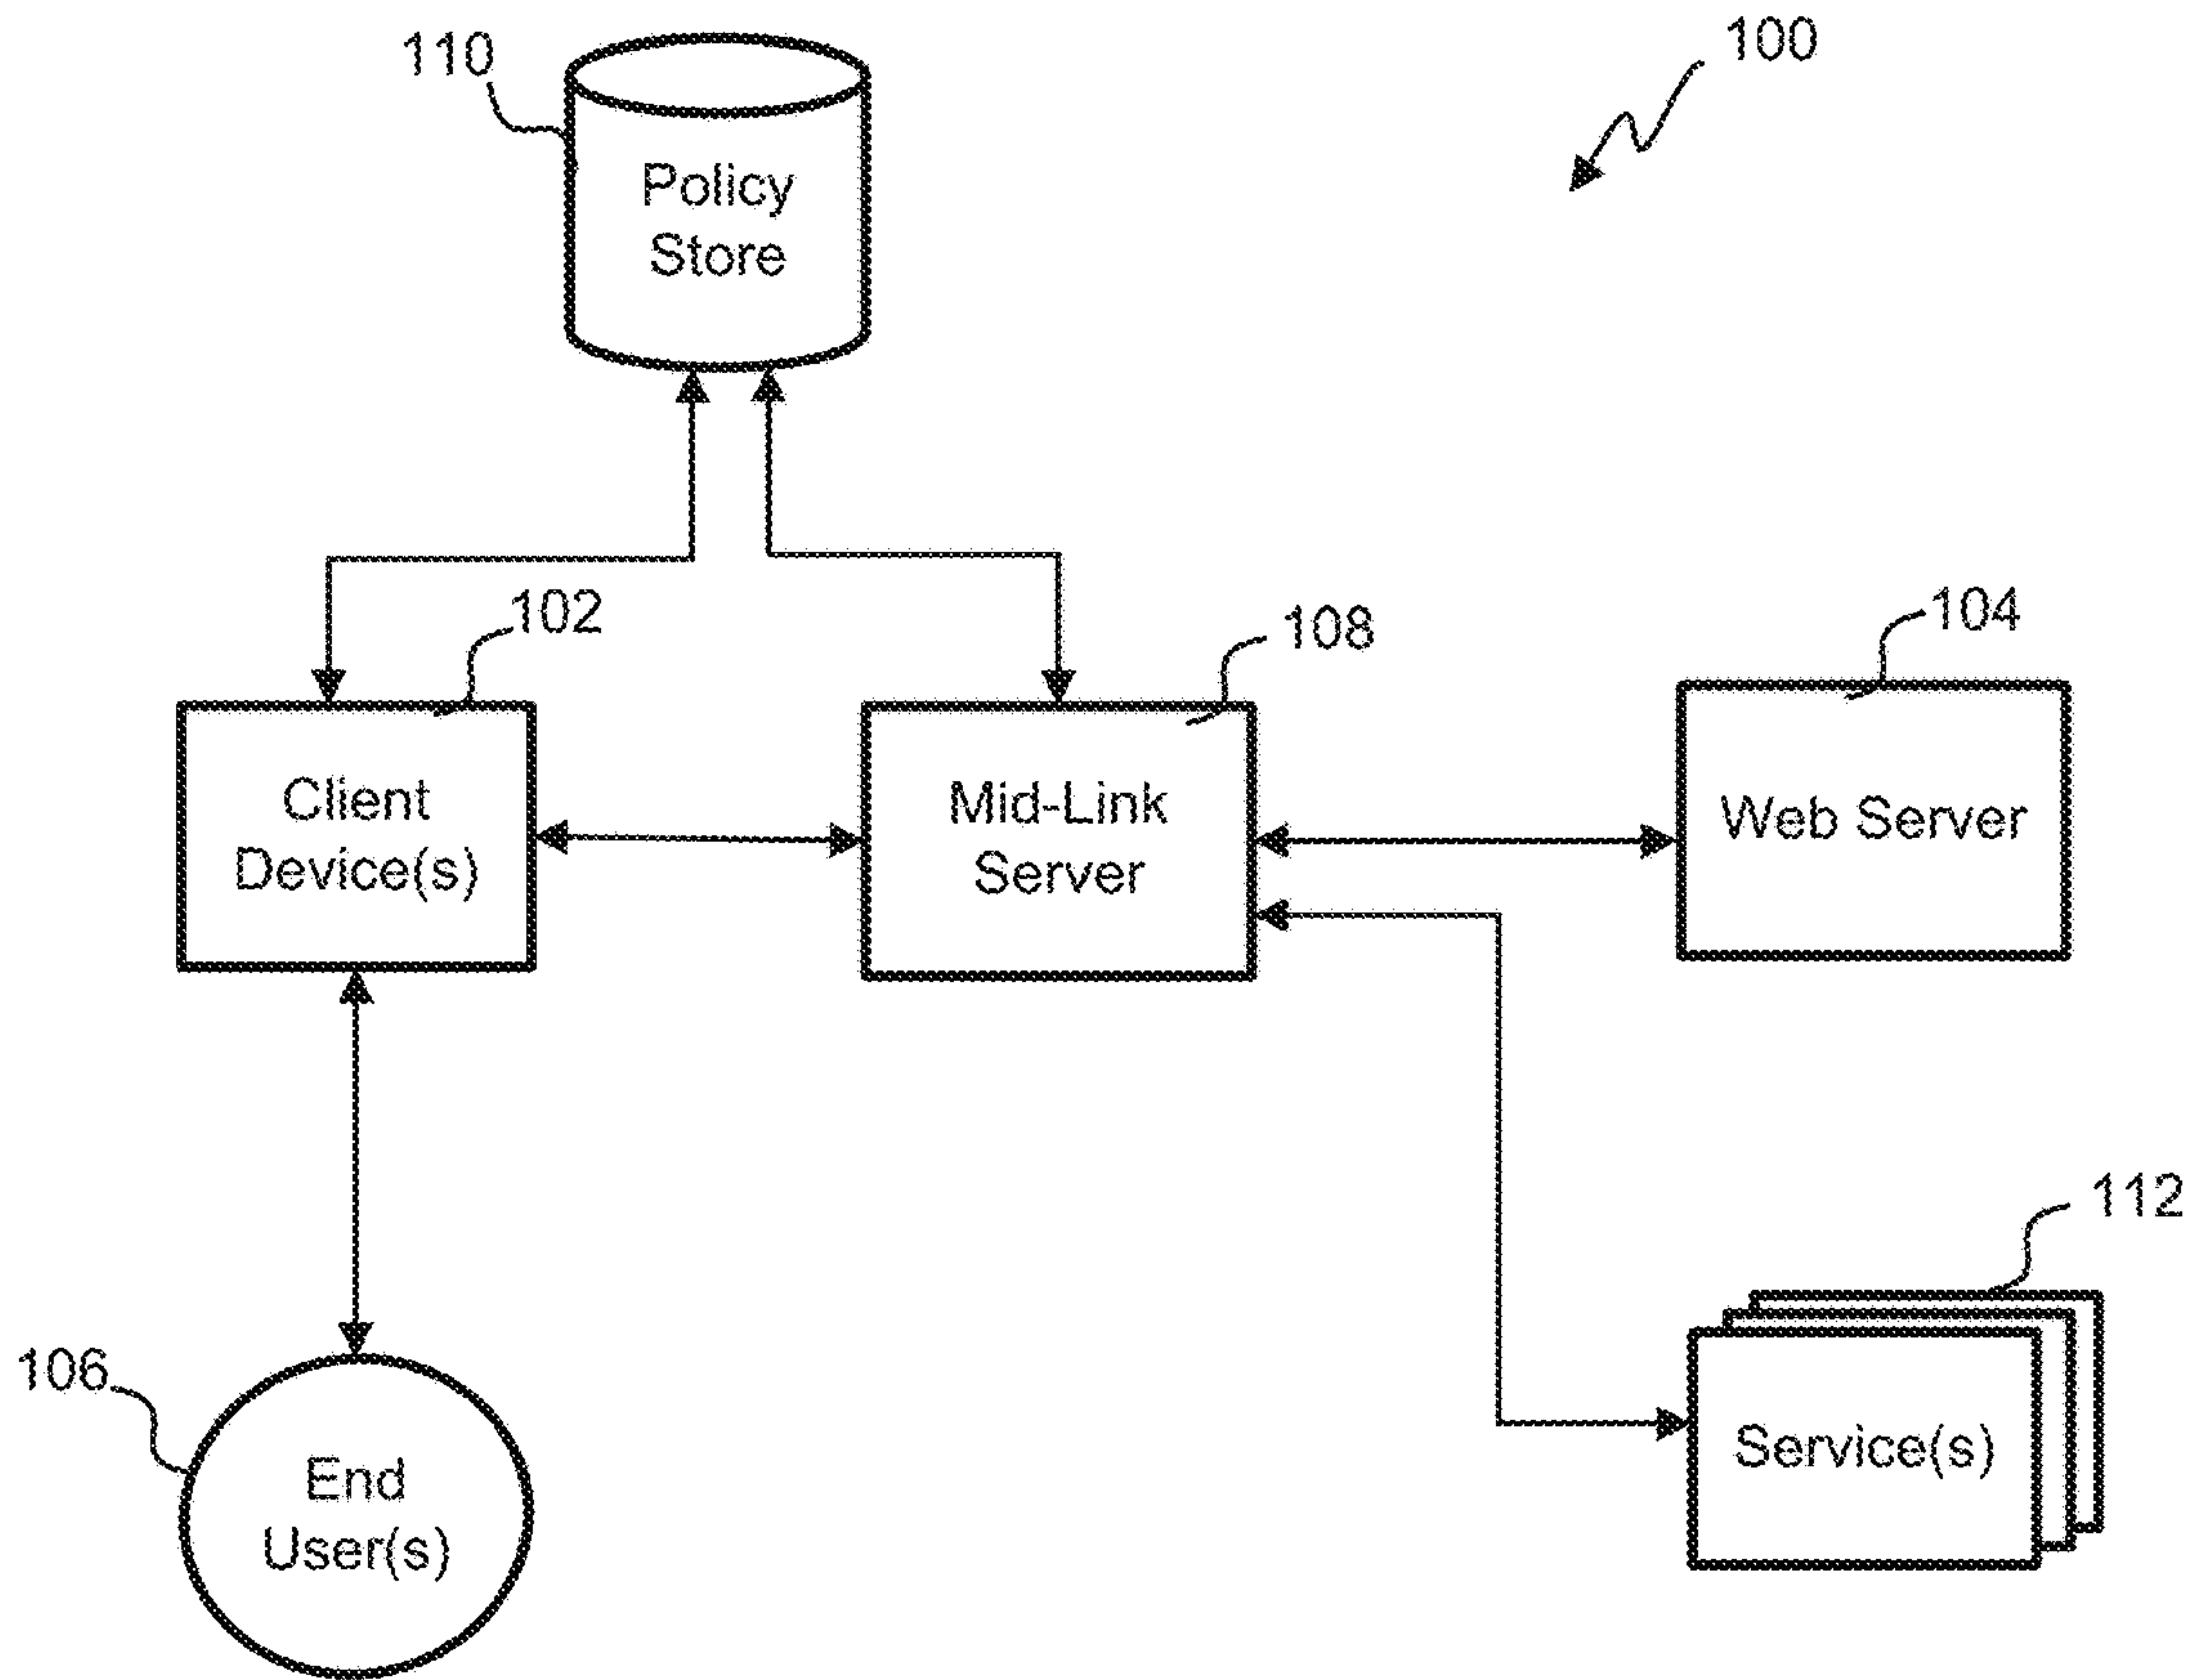 110
100
Policy
Store
102
108
104
Client
Device(s)
Mid-Link
Server
Web Server
112
106
End
User(s)
Service(s)